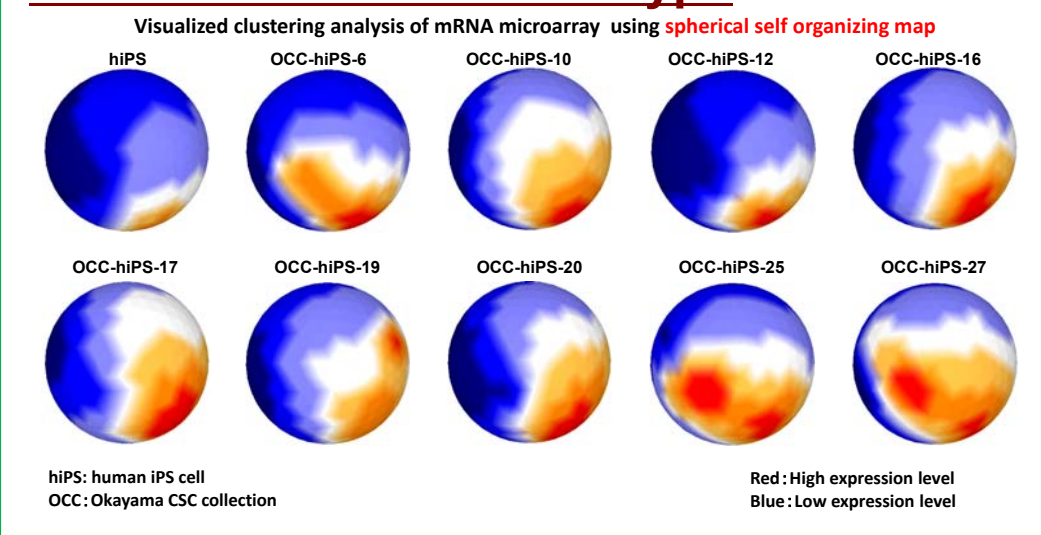 Visualized clustering analysis of mRNA microarray using spherical self organizing map
hiPS OCC-hiPS-6 OCC-hiPS-10 OCC-hiPS-12 OCC-hiPS-16
OCC-hiPS-17 OCC-hiPS-19 OCC-hiPS-20 OCC-hiPS-25 OCC-hiPS-27
hiPS: human iPS cell
OCC：Okayama CSC collection
Red：High expression level
Blue：Low expression level